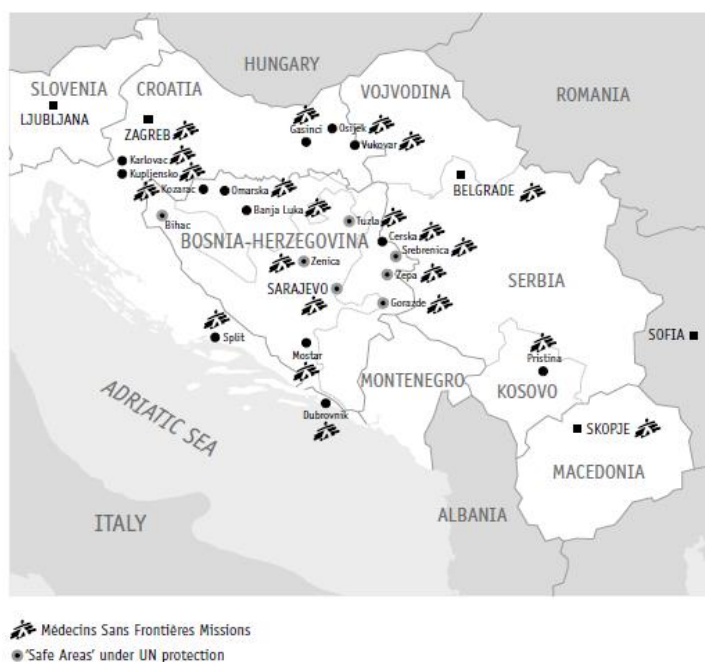 HUNGARY
SLOVENIA
CROATIA
VOJVODINA
ROMANIA
LJUBLJANA
ZAGREB
Gasinci
Osijek
Vukovar
Karlovac
Kupljensko
Kozarac
Omarska
BELGRADE
Banja Luka
Bihac
Tuzla
BOSNIA-HERZEGOVINA
Cerska
Srebrenica
Zenica
Zepa
SARAJEVO
SERBIA
Gorazde
Split
Mostar
SOFIA
Pristina
MONTENEGRO
KOSOVO
ADRIATIC SEA
Dubrovnik
SKOPJE
MACEDONIA
ITALY
ALBANIA
Médecins Sans Frontières Missions
'Safe Areas' under UN protection